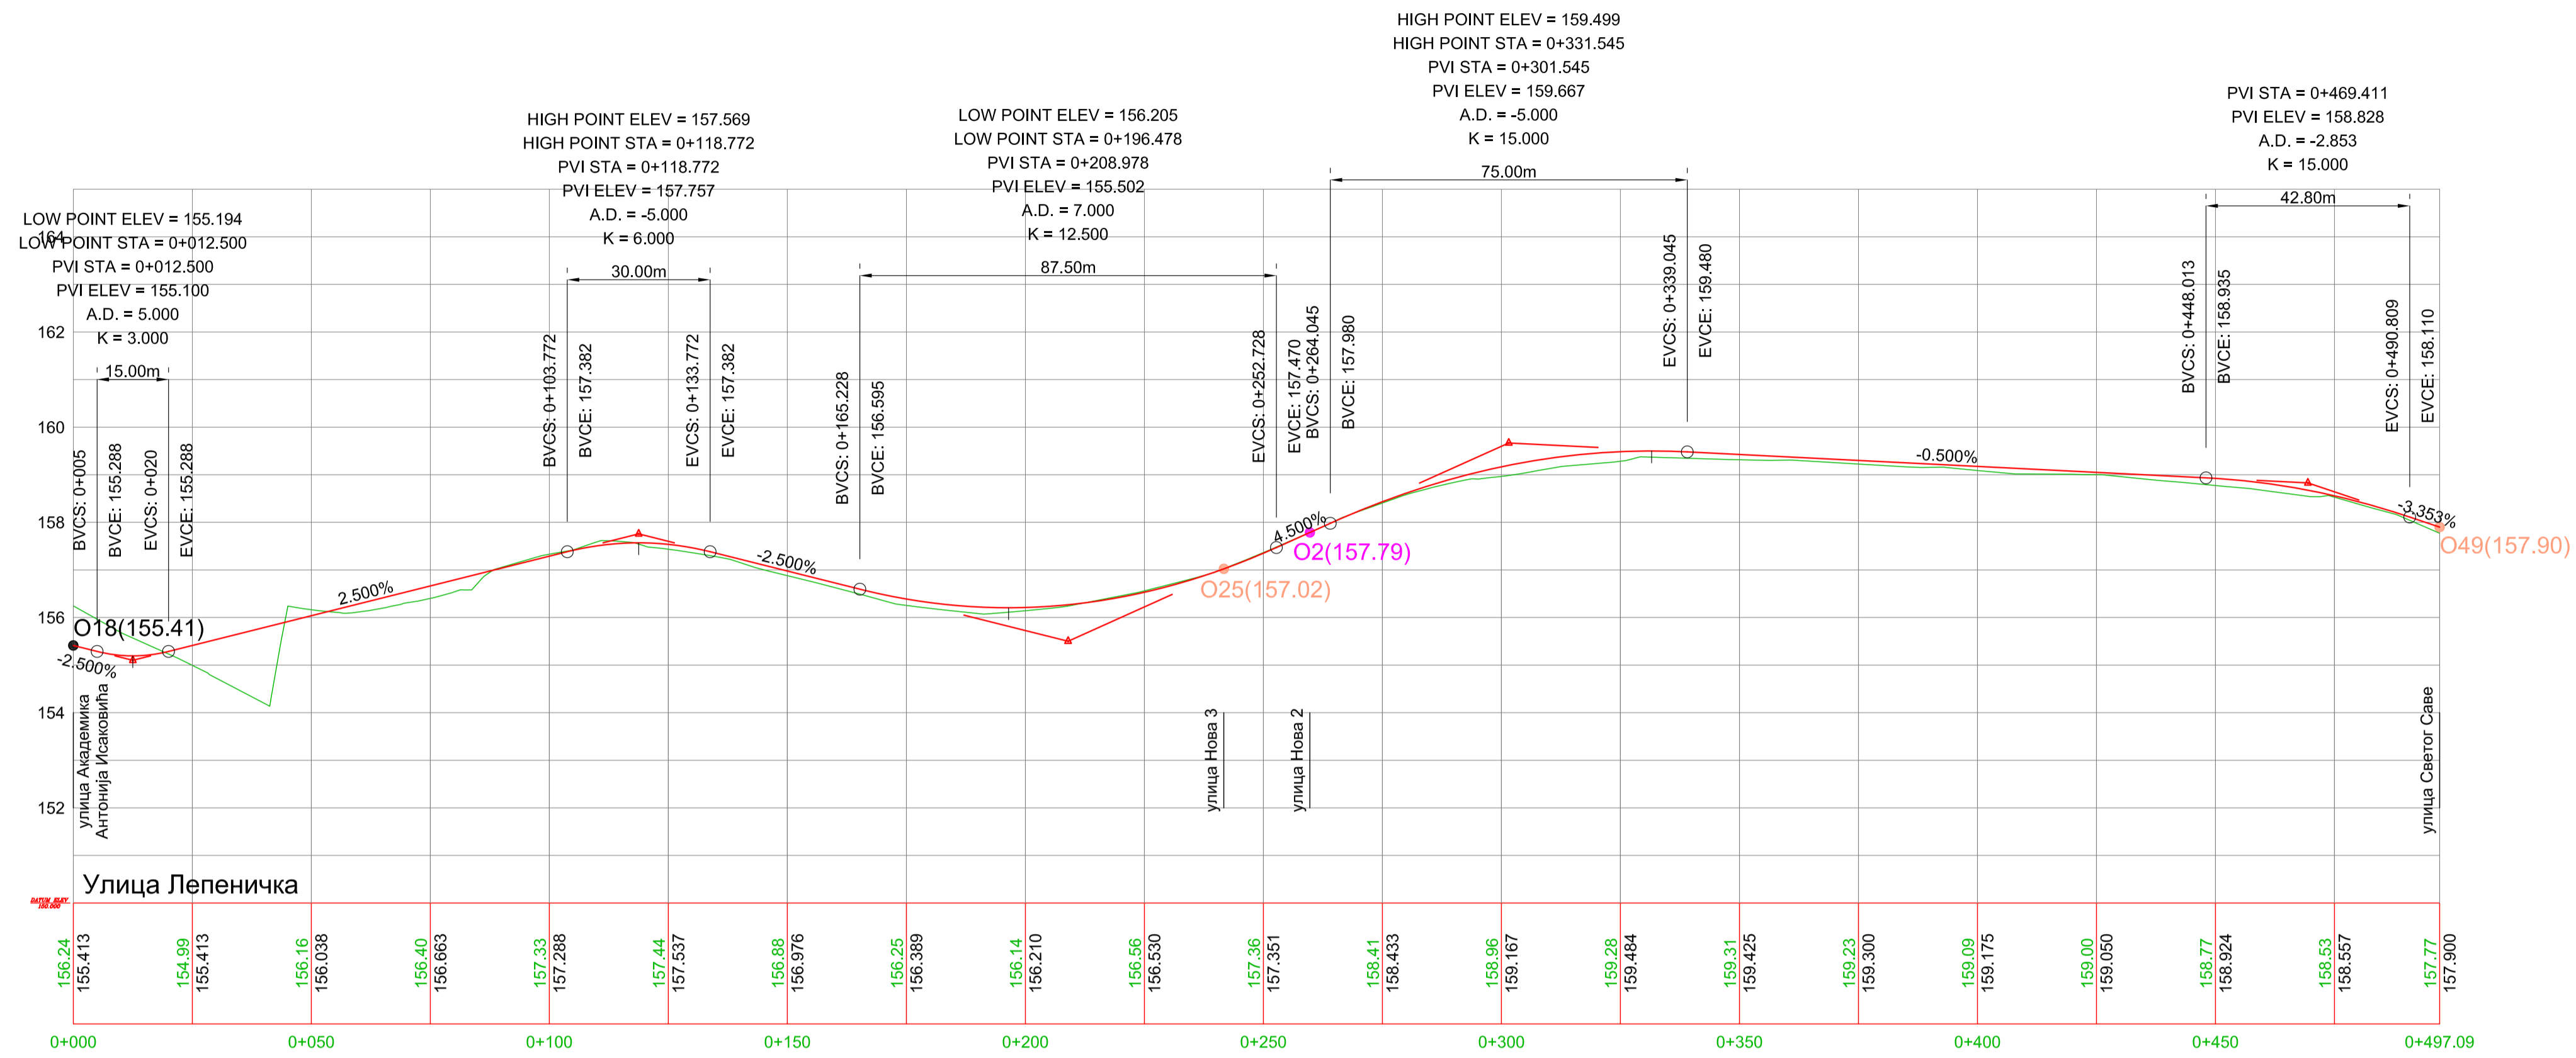 HIGH POINT ELEV = 159.499
HIGH POINT STA = 0+331.545
PVI STA = 0+301.545
PVI ELEV = 159.667
A.D. = -5.000
K = 15.000
75.00m
PVI STA = 0+469.411
PVI ELEV = 158.828
A.D. = -2.853
K = 15.000
42.80m
HIGH POINT ELEV = 157.569
HIGH POINT STA = 0+118.772
PVI STA = 0+118.772
PVI ELEV = 157.757
A.D. = -5.000
K = 6.000
30.00m
LOW POINT ELEV = 156.205
LOW POINT STA = 0+196.478
PVI STA = 0+208.978
PVI ELEV = 155.502
A.D. = 7.000
K = 12.500
87.50m
LOW POINT ELEV = 155.194
LOW POINT STA = 0+012.500
PVI STA = 0+012.500
PVI ELEV = 155.100
A.D. = 5.000
K = 3.000
15.00m
164
162
160
158
156
154
152
BVCS: 0+005
BVCE: 155.288
EVCS: 0+020
EVCE: 155.288
BVCS: 0+103.772
BVCE: 157.382
EVCS: 0+133.772
EVCE: 157.382
BVCS: 0+165.228
BVCE: 156.595
EVCS: 0+252.728
EVCE: 157.470
BVCS: 0+264.045
BVCE: 157.980
EVCS: 0+339.045
EVCE: 159.480
BVCS: 0+448.013
BVCE: 158.935
EVCS: 0+490.809
EVCE: 158.110
O18(155.41)
-2.500%
2.500%
-2.500%
4.500%
-0.500%
-3.353%
O25(157.02)
O2(157.79)
O49(157.90)
улица Академика
Антонија Исаковића
улица Нова 3
улица Нова 2
улица Светог Саве
Улица Лепеничка
DATUM ELEV
150.000
156.24
155.413
154.99
155.413
156.16
156.038
156.40
156.663
157.33
157.288
157.44
157.537
156.88
156.976
156.25
156.389
156.14
156.210
156.56
156.530
157.36
157.351
158.41
158.433
158.96
159.167
159.28
159.484
159.31
159.425
159.23
159.300
159.09
159.175
159.00
159.050
158.77
158.924
158.53
158.557
157.77
157.900
0+000
0+050
0+100
0+150
0+200
0+250
0+300
0+350
0+400
0+450
0+497.09